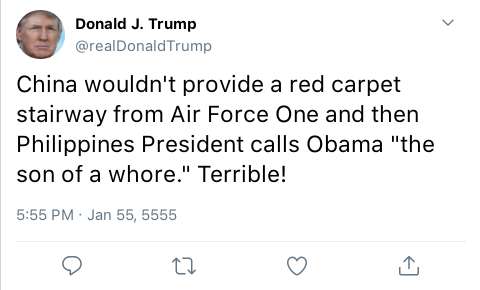 Donald J. Trump
@realDonaldTrump
China wouldn't provide a red carpet
stairway from Air Force One and then
Philippines President calls Obama "the
son of a whore." Terrible!
5:55 PM · Jan 55, 5555